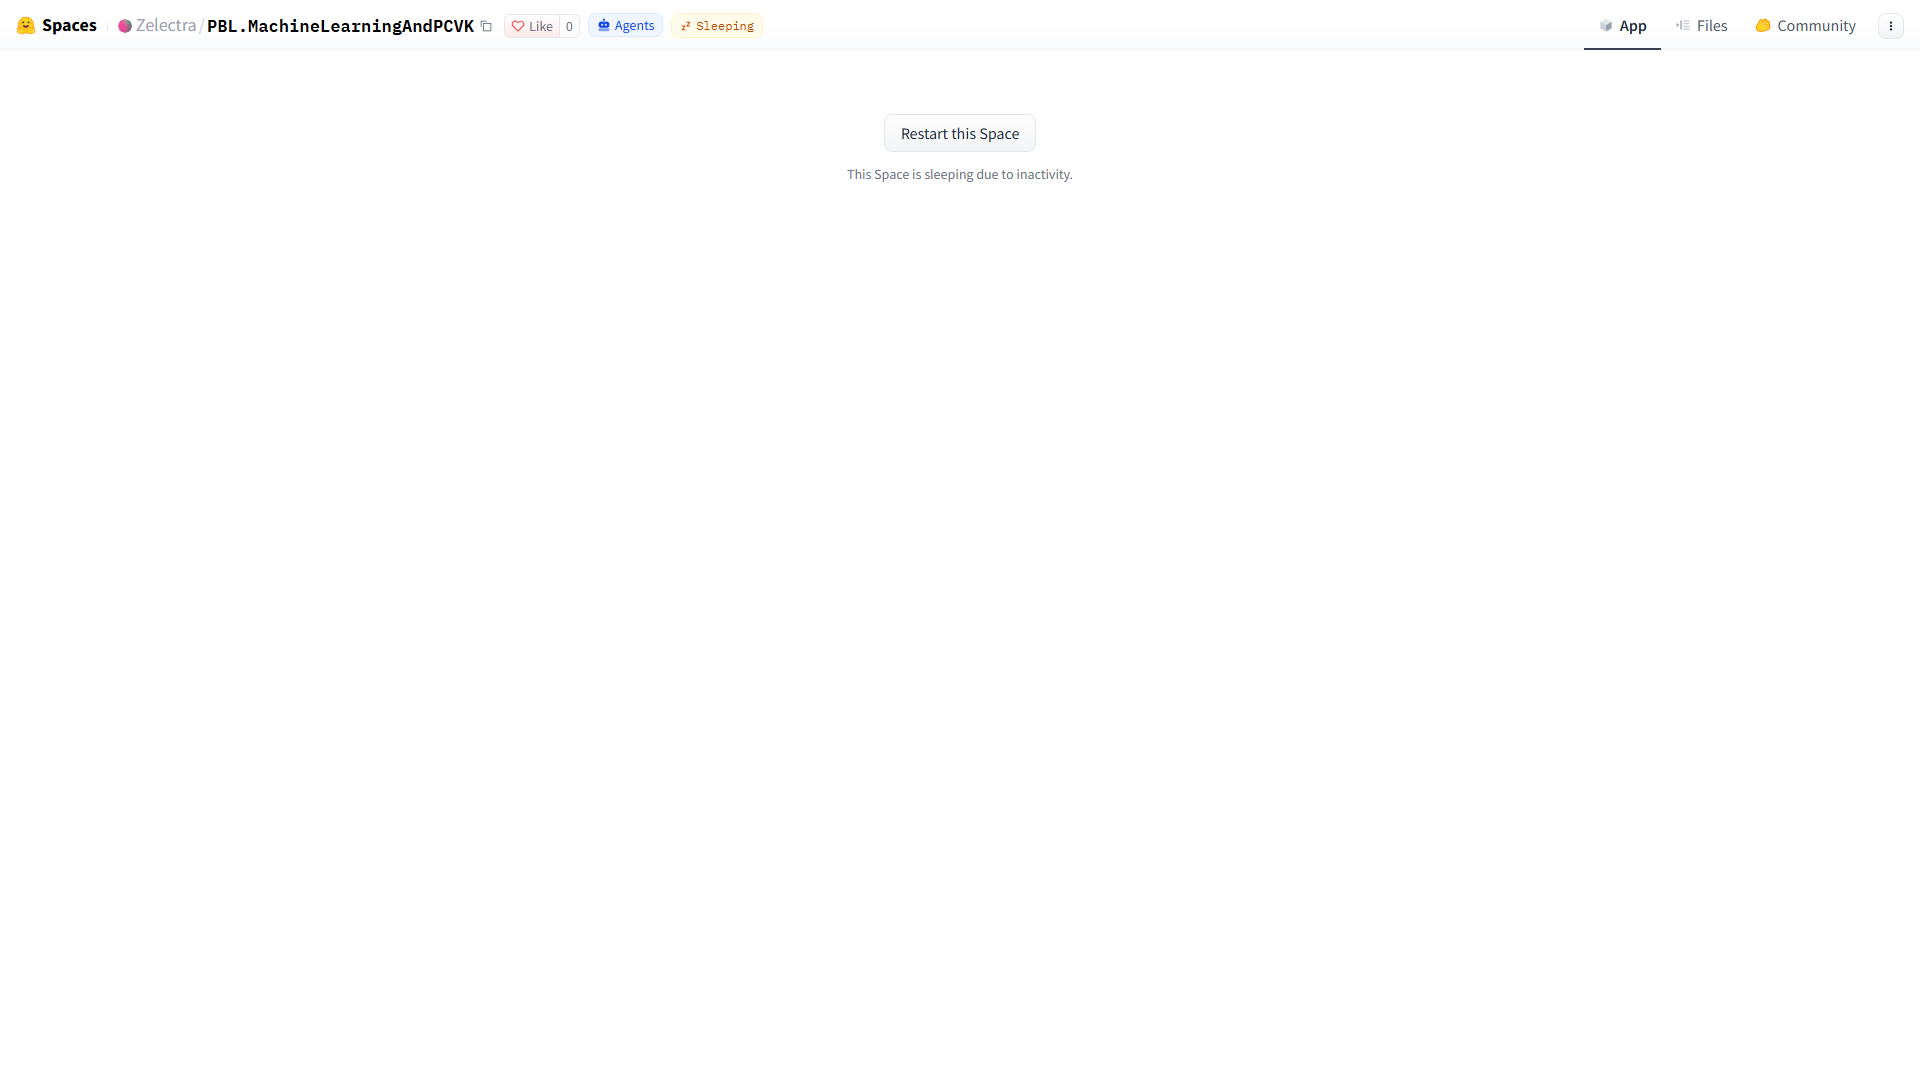 Spaces Zelectra/PBL.MachineLearningAndPCVK Like 0 Agents Sleeping App Files Community
Restart this Space
This Space is sleeping due to inactivity.